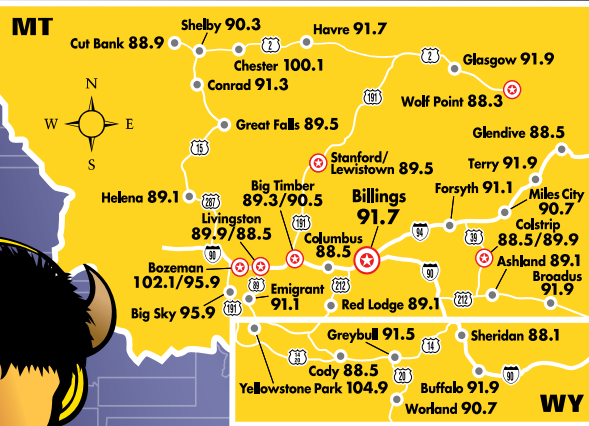 MT
Shelby 90.3
Cut Bank 88.9
Havre 91.7
2
Chester 100.1
2
Glasgow 91.9
Conrad 91.3
191
Wolf Point 88.3
N
W E
S
Great Falls 89.5
15
Glendive 88.5
Stanford/
Lewistown 89.5
Terry 91.9
Helena 89.1
287
Big Timber
89.3/90.5
Billings
91.7
Forsyth 91.1
Miles City
90.7
Livingston
89.9/88.5
191
94
39
Colstrip
88.5/89.9
90
Columbus
88.5
Bozeman
102.1/95.9
90
Ashland 89.1
Broadus
91.9
89
Emigrant
91.1
212
212
Big Sky 95.9
191
Red Lodge 89.1
Greybull 91.5
14
Sheridan 88.1
14
20
Cody 88.5
Yellowstone Park 104.9
20
Buffalo 91.9
90
Worland 90.7
WY